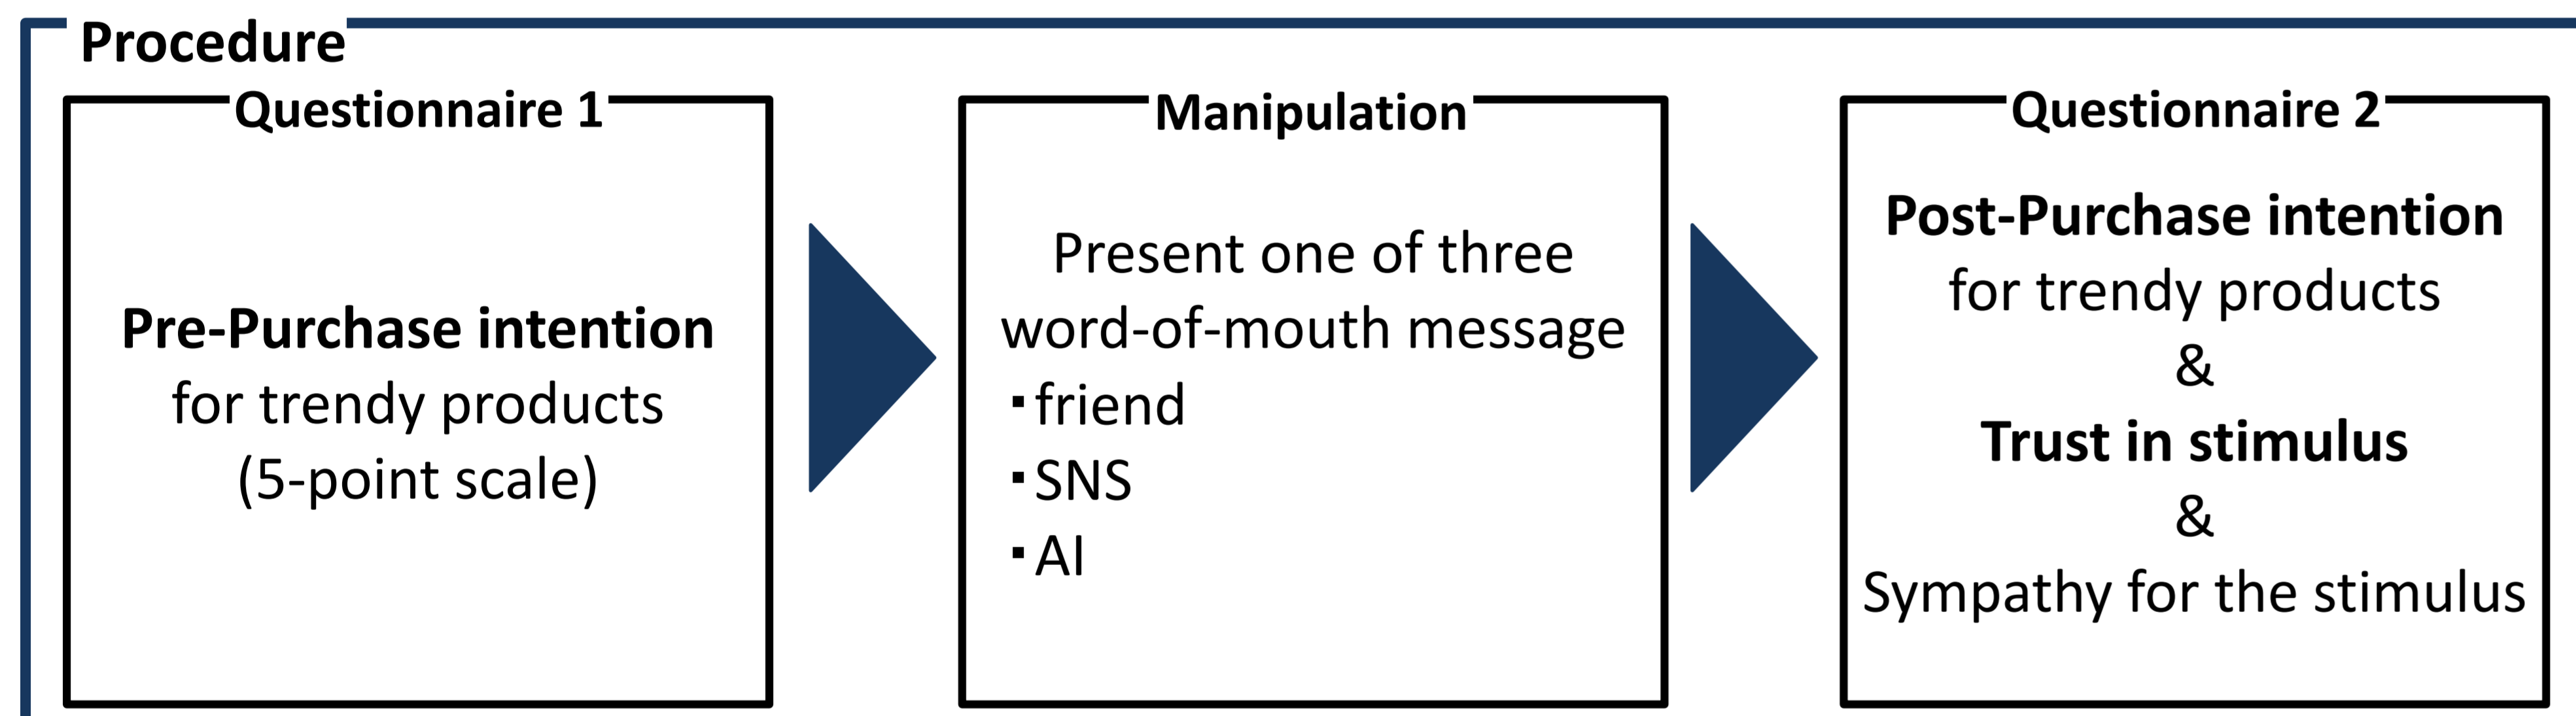 Procedure
Questionnaire 1
Pre-Purchase intention
for trendy products
(5-point scale)
Manipulation
Present one of three
word-of-mouth message
▪friend
▪SNS
▪AI
Questionnaire 2
Post-Purchase intention
for trendy products
&
Trust in stimulus
&
Sympathy for the stimulus